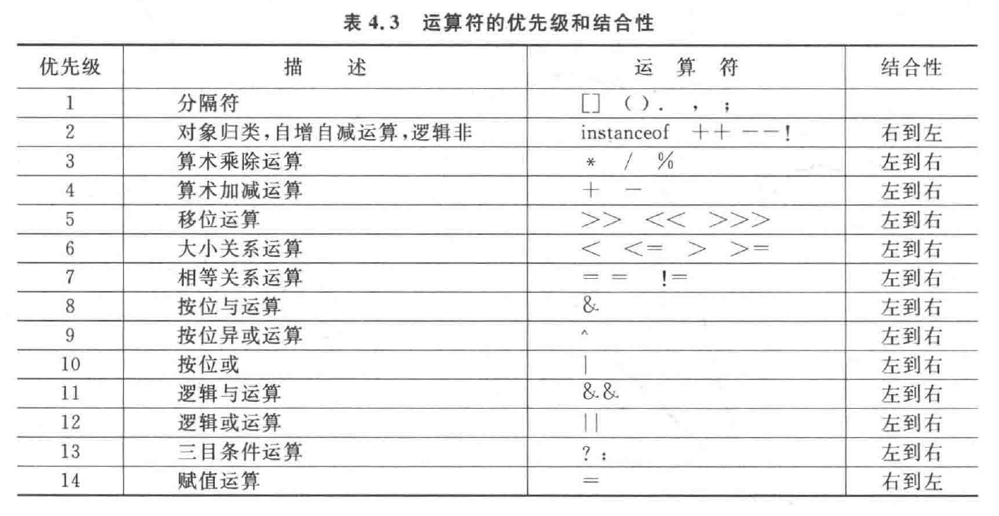 表 4.3 运算符的优先级和结合性
优先级 描 述 运 算 符 结合性
1 分隔符 [] ( ) . , ;
2 对象归类,自增自减运算,逻辑非 instanceof ++ --! 右到左
3 算术乘除运算 * / % 左到右
4 算术加减运算 + - 左到右
5 移位运算 >> << >>> 左到右
6 大小关系运算 < <= > >= 左到右
7 相等关系运算 = = != 左到右
8 按位与运算 & 左到右
9 按位异或运算 ^ 左到右
10 按位或 | 左到右
11 逻辑与运算 && 左到右
12 逻辑或运算 || 左到右
13 三目条件运算 ? : 左到右
14 赋值运算 = 右到左